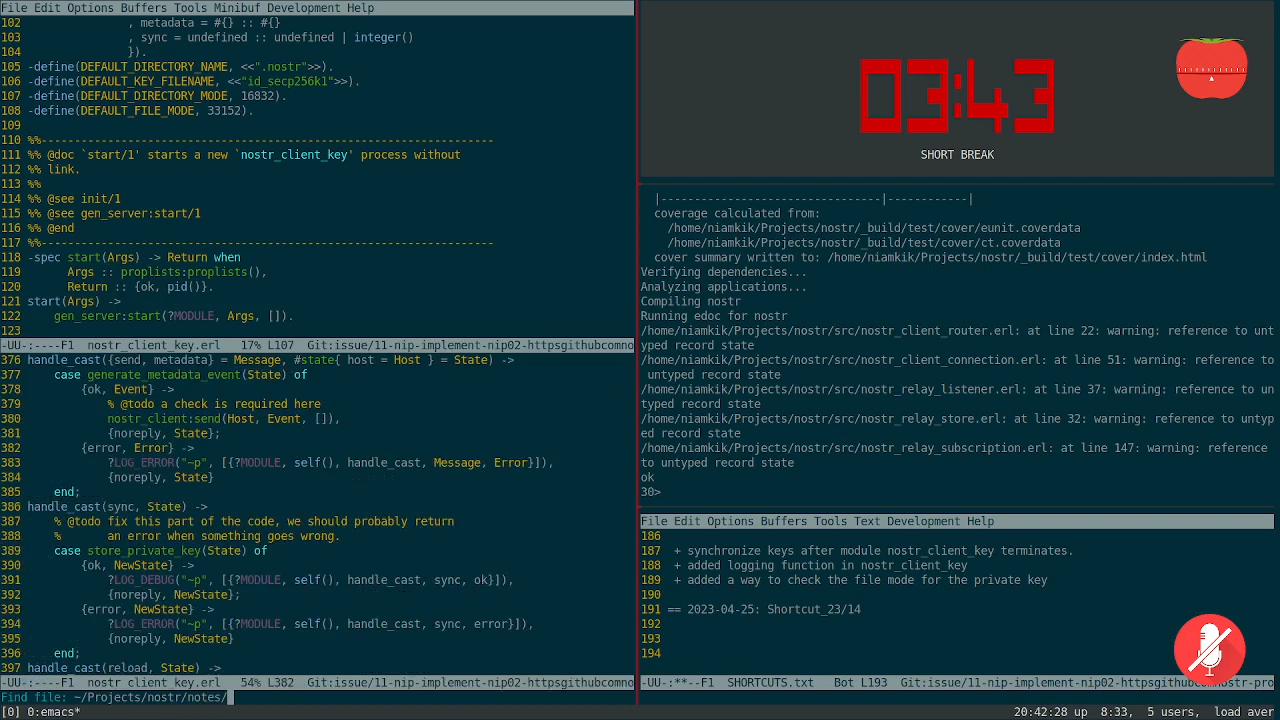 File Edit Options Buffers Tools Minibuf Development Help
102                , metadata = #{} :: #{}
103                , sync = undefined :: undefined | integer()
104                }).
105 -define(DEFAULT_DIRECTORY_NAME, <<".nostr">>).
106 -define(DEFAULT_KEY_FILENAME, <<"id_secp256k1">>).
107 -define(DEFAULT_DIRECTORY_MODE, 16832).
108 -define(DEFAULT_FILE_MODE, 33152).
109
110 %%-------------------------------------------------------------------
111 %% @doc `start/1' starts a new `nostr_client_key' process without
112 %% link.
113 %%
114 %% @see init/1
115 %% @see gen_server:start/1
116 %% @end
117 %%-------------------------------------------------------------------
118 -spec start(Args) -> Return when
119       Args :: proplists:proplists(),
120       Return :: {ok, pid()}.
121 start(Args) ->
122     gen_server:start(?MODULE, Args, []).
123
-UU-:----F1  nostr_client_key.erl   17% L107  Git:issue/11-nip-implement-nip02-httpsgithubcomno
376 handle_cast({send, metadata} = Message, #state{ host = Host } = State) ->
377     case generate_metadata_event(State) of
378         {ok, Event} ->
379             % @todo a check is required here
380             nostr_client:send(Host, Event, []),
381             {noreply, State};
382         {error, Error} ->
383             ?LOG_ERROR("~p", [{?MODULE, self(), handle_cast, Message, Error}]),
384             {noreply, State}
385     end;
386 handle_cast(sync, State) ->
387     % @todo fix this part of the code, we should probably return
388     %       an error when something goes wrong.
389     case store_private_key(State) of
390         {ok, NewState} ->
391             ?LOG_DEBUG("~p", [{?MODULE, self(), handle_cast, sync, ok}]),
392             {noreply, NewState};
393         {error, NewState} ->
394             ?LOG_ERROR("~p", [{?MODULE, self(), handle_cast, sync, error}]),
395             {noreply, NewState}
396     end;
397 handle_cast(reload, State) ->
-UU-:----F1  nostr_client_key.erl   54% L382  Git:issue/11-nip-implement-nip02-httpsgithubcomno
Find file: ~/Projects/nostr/notes/
03:43
SHORT BREAK
|---------------------------------|------------|
coverage calculated from:
/home/niamkik/Projects/nostr/_build/test/cover/eunit.coverdata
/home/niamkik/Projects/nostr/_build/test/cover/ct.coverdata
cover summary written to: /home/niamkik/Projects/nostr/_build/test/cover/index.html
Verifying dependencies...
Analyzing applications...
Compiling nostr
Running edoc for nostr
/home/niamkik/Projects/nostr/src/nostr_client_router.erl: at line 22: warning: reference to unt
yped record state
/home/niamkik/Projects/nostr/src/nostr_client_connection.erl: at line 51: warning: reference to
untyped record state
/home/niamkik/Projects/nostr/src/nostr_relay_listener.erl: at line 37: warning: reference to un
typed record state
/home/niamkik/Projects/nostr/src/nostr_relay_store.erl: at line 32: warning: reference to untyp
ed record state
/home/niamkik/Projects/nostr/src/nostr_relay_subscription.erl: at line 147: warning: reference
to untyped record state
ok
30>
File Edit Options Buffers Tools Text Development Help
186
187  + synchronize keys after module nostr_client_key terminates.
188  + added logging function in nostr_client_key
189  + added a way to check the file mode for the private key
190
191 == 2023-04-25: Shortcut_23/14
192
193
194
-UU-:**--F1  SHORTCUTS.txt   Bot L193  Git:issue/11-nip-implement-nip02-httpsgithubcomnostr-pro
[0] 0:emacs*
20:42:28 up  8:33,  5 users,  load aver